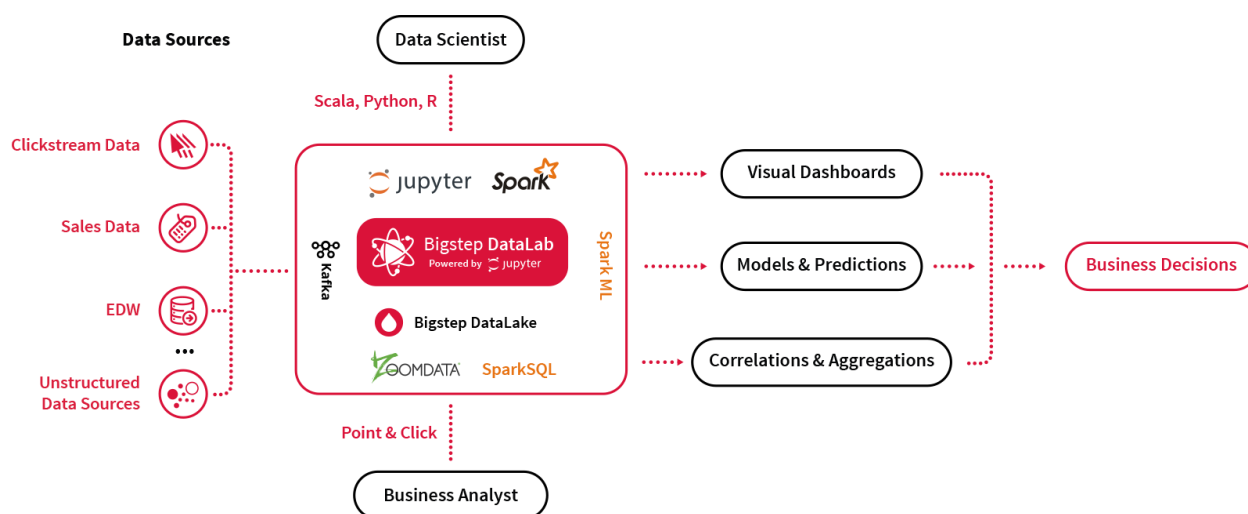 Data Sources
Data Scientist
Scala, Python, R
Clickstream Data
Sales Data
EDW
...
Unstructured
Data Sources
jupyter
Spark
Kafka
Bigstep DataLab
Powered by jupyter
Spark ML
Bigstep DataLake
ZOOMDATA
SparkSQL
Point & Click
Business Analyst
Visual Dashboards
Models & Predictions
Correlations & Aggregations
Business Decisions